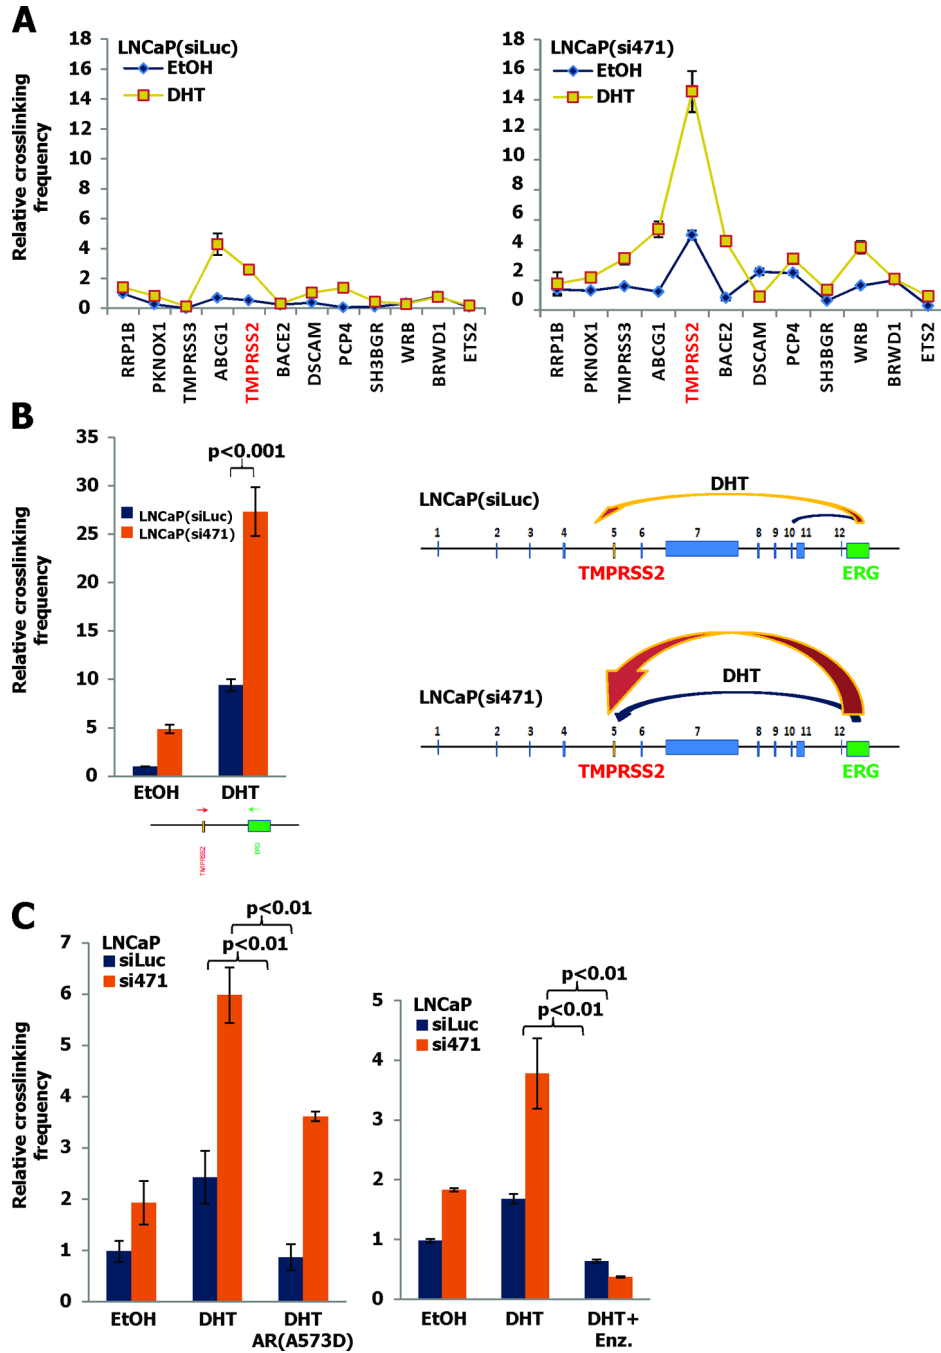 A
LNCaP(siLuc)
EtOH
DHT
Relative crosslinking
frequency
18
16
14
12
10
8
6
4
2
0
RRP1B
PKNOX1
TMPRSS3
ABCG1
TMPRSS2
BACE2
DSCAM
PCP4
SH3BGR
WRB
BRWD1
ETS2
LNCaP(si471)
EtOH
DHT
18
16
14
12
10
8
6
4
2
0
RRP1B
PKNOX1
TMPRSS3
ABCG1
TMPRSS2
BACE2
DSCAM
PCP4
SH3BGR
WRB
BRWD1
ETS2
B
Relative crosslinking
frequency
35
30
25
20
15
10
5
0
p<0.001
LNCaP(siLuc)
LNCaP(si471)
EtOH DHT
TMPRSS2
ERG
LNCaP(siLuc)
DHT
1 2 3 4 5 6 7 8 9 10 11 12
TMPRSS2 ERG
LNCaP(si471)
DHT
1 2 3 4 5 6 7 8 9 10 11 12
TMPRSS2 ERG
C
Relative crosslinking
frequency
7
6
5
4
3
2
1
0
LNCaP
siLuc
si471
p<0.01
p<0.01
EtOH DHT DHT
AR(A573D)
5
4
3
2
1
0
LNCaP
siLuc
si471
p<0.01
p<0.01
EtOH DHT DHT+
Enz.